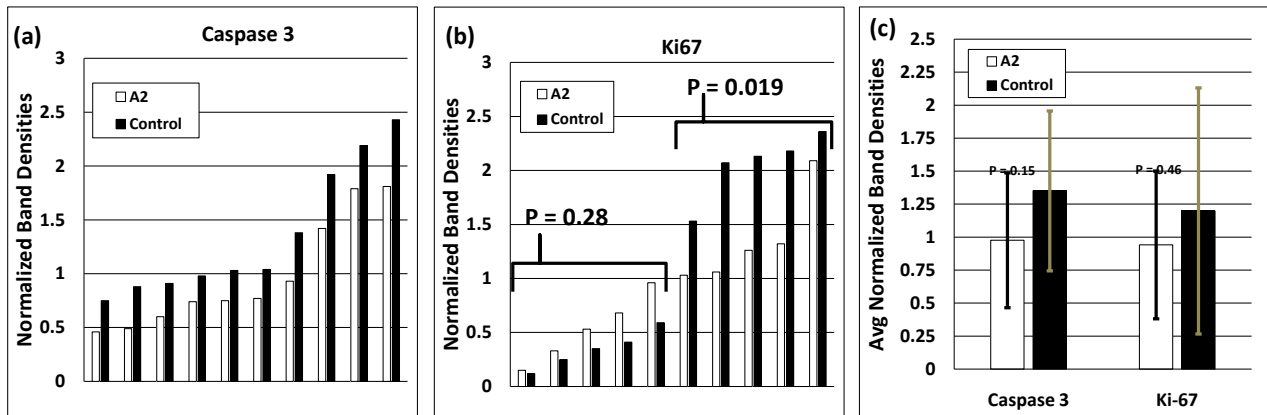 (a)
Caspase 3
Normalized Band Densities
3
2.5
2
1.5
1
0.5
0
A2
Control
(b)
Ki67
Normalized Band Densities
3
2.5
2
1.5
1
0.5
0
A2
Control
P = 0.019
P = 0.28
(c)
Avg Normalized Band Densities
2.5
2.25
2
1.75
1.5
1.25
1
0.75
0.5
0.25
0
A2
Control
P = 0.15
P = 0.46
Caspase 3
Ki-67